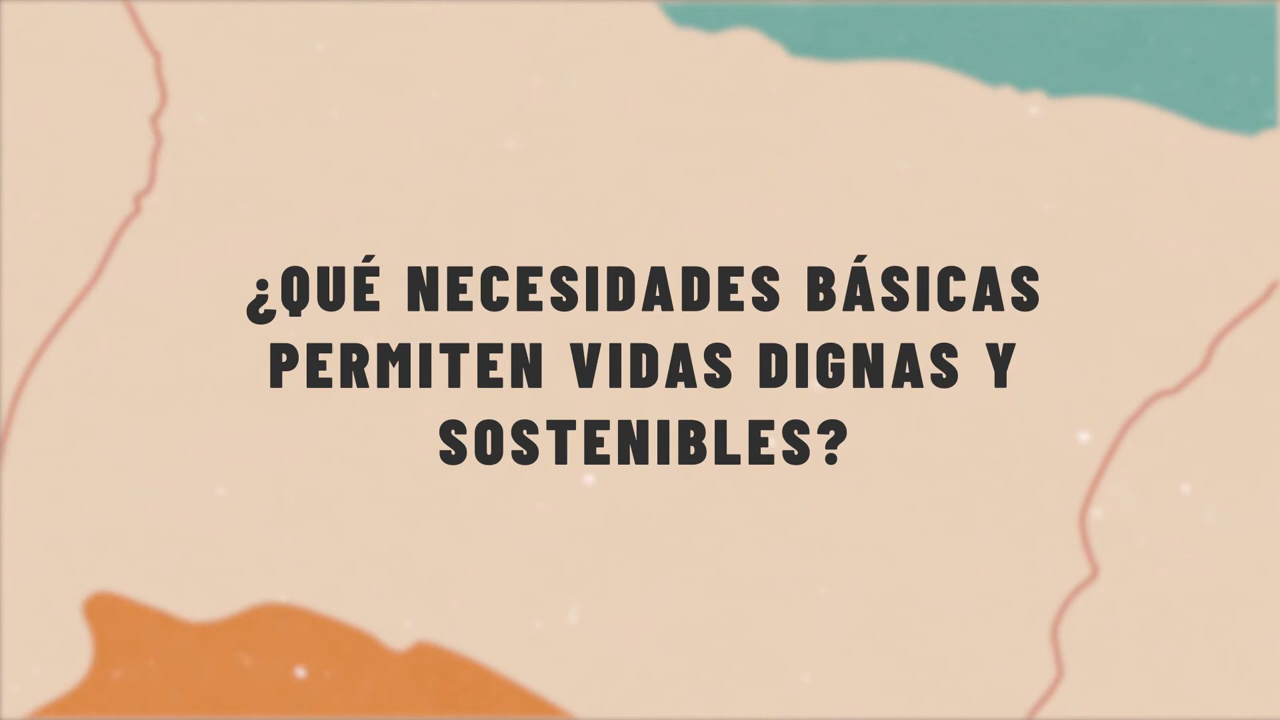 ¿QUÉ NECESIDADES BÁSICAS
PERMITEN VIDAS DIGNAS Y
SOSTENIBLES?